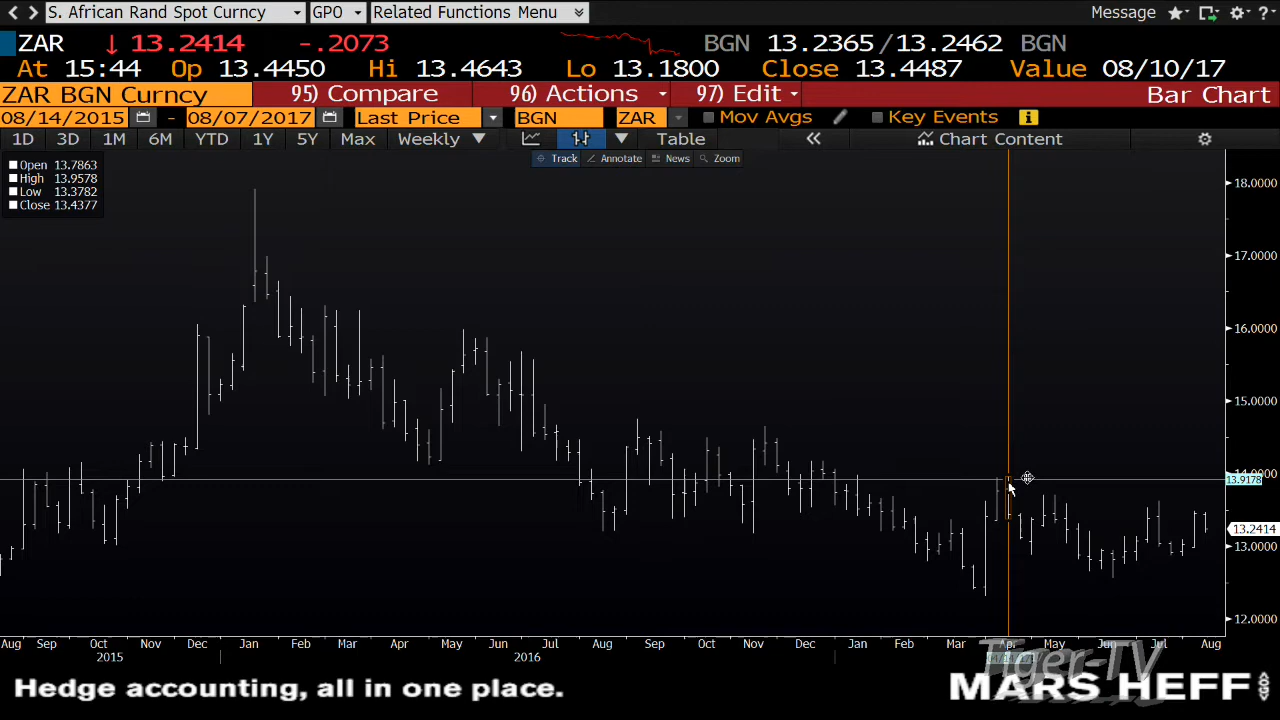 S. African Rand Spot Curncy GPO Related Functions Menu Message ?
ZAR ↓ 13.2414 -.2073 BGN 13.2365/13.2462 BGN
At 15:44 Op 13.4450 Hi 13.4643 Lo 13.1800 Close 13.4487 Value 08/10/17
ZAR BGN Curncy 95) Compare 96) Actions 97) Edit Bar Chart
08/14/2015 - 08/07/2017 Last Price BGN ZAR Mov Avgs Key Events
1D 3D 1M 6M YTD 1Y 5Y Max Weekly Table « Chart Content
Track Annotate News Zoom
Open 13.7863
High 13.9578
Low 13.3782
Close 13.4377
18.0000
17.0000
16.0000
15.0000
14.0000
13.9178
13.2414
13.0000
12.0000
Aug Sep Oct Nov Dec Jan Feb Mar Apr May Jun Jul Aug Sep Oct Nov Dec Jan Feb Mar Apr May Jun Jul Aug
2015 2016
Tiger-TV
Hedge accounting, all in one place. MARS HEFF <GO>